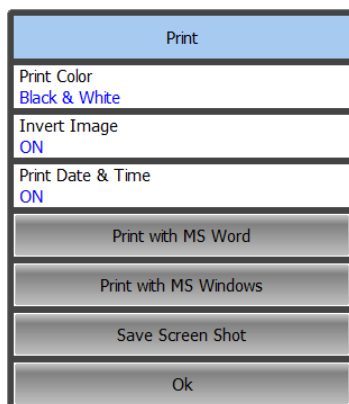 Print
Print Color
Black & White
Invert Image
ON
Print Date & Time
ON
Print with MS Word
Print with MS Windows
Save Screen Shot
Ok